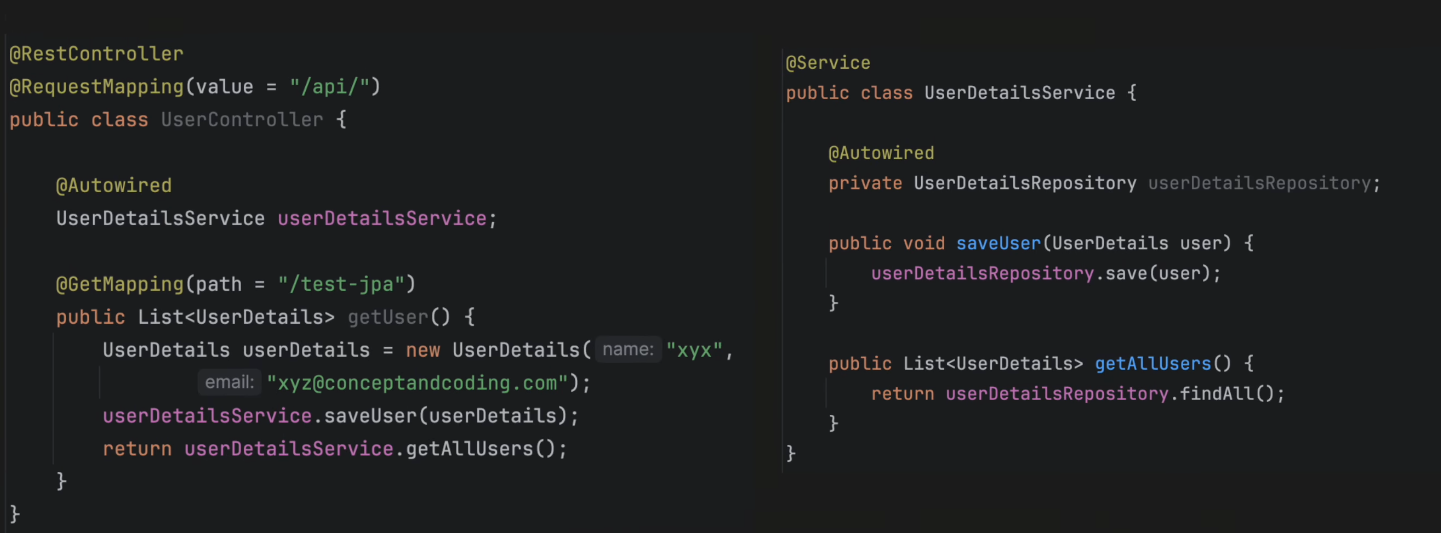 @RestController
@RequestMapping(value = "/api/")
public class UserController {
@Autowired
UserDetailsService userDetailsService;
@GetMapping(path = "/test-jpa")
public List<UserDetails> getUser() {
UserDetails userDetails = new UserDetails( name: "xyx",
email: "xyz@conceptandcoding.com");
userDetailsService.saveUser(userDetails);
return userDetailsService.getAllUsers();
}
}
@Service
public class UserDetailsService {
@Autowired
private UserDetailsRepository userDetailsRepository;
public void saveUser(UserDetails user) {
userDetailsRepository.save(user);
}
public List<UserDetails> getAllUsers() {
return userDetailsRepository.findAll();
}
}